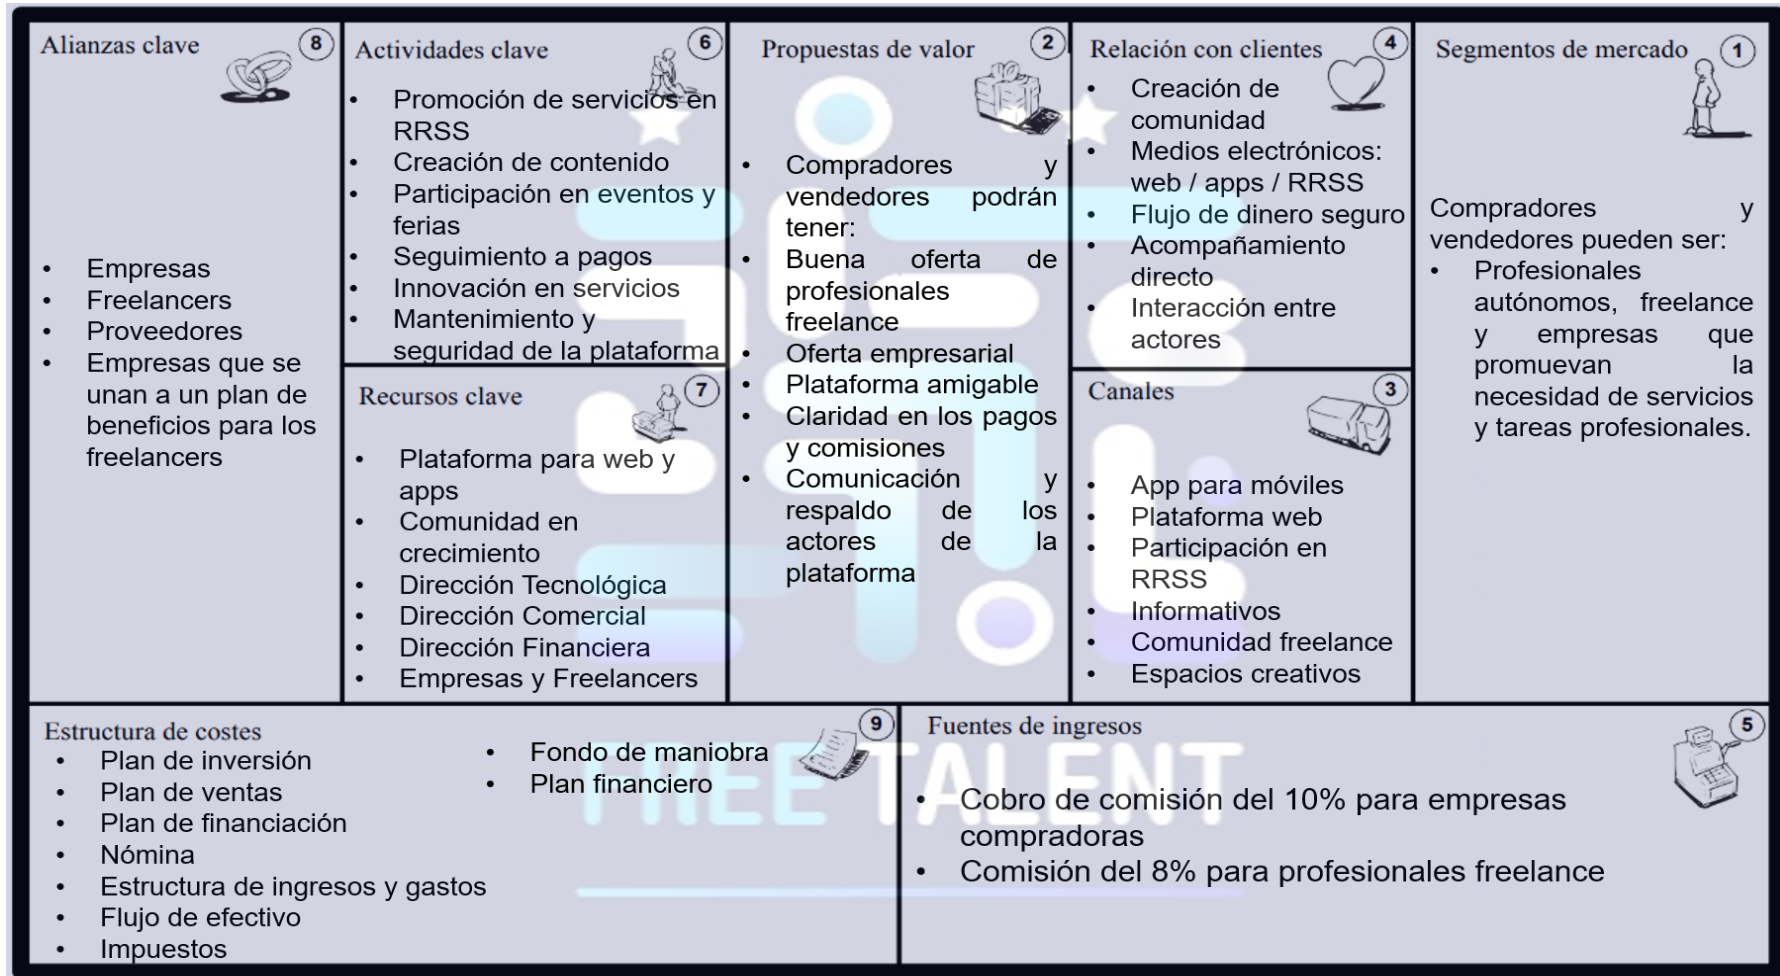 Alianzas clave
8
• Empresas
• Freelancers
• Proveedores
• Empresas que se
unan a un plan de
beneficios para los
freelancers
Actividades clave
6
• Promoción de servicios en
RRSS
• Creación de contenido
• Participación en eventos y
ferias
• Seguimiento a pagos
• Innovación en servicios
• Mantenimiento y
seguridad de la plataforma
Recursos clave
7
• Plataforma para web y
apps
• Comunidad en
crecimiento
• Dirección Tecnológica
• Dirección Comercial
• Dirección Financiera
• Empresas y Freelancers
Propuestas de valor
2
• Compradores y
vendedores podrán
tener:
• Buena oferta de
profesionales
freelance
• Oferta empresarial
• Plataforma amigable
• Claridad en los pagos
y comisiones
• Comunicación y
respaldo de los
actores de la
plataforma
Relación con clientes
4
• Creación de
comunidad
• Medios electrónicos:
web / apps / RRSS
• Flujo de dinero seguro
• Acompañamiento
directo
• Interacción entre
actores
Canales
3
• App para móviles
• Plataforma web
• Participación en
RRSS
• Informativos
• Comunidad freelance
• Espacios creativos
Segmentos de mercado
1
Compradores y
vendedores pueden ser:
• Profesionales
autónomos, freelance
y empresas que
promuevan la
necesidad de servicios
y tareas profesionales.
Estructura de costes
9
• Plan de inversión
• Plan de ventas
• Plan de financiación
• Nómina
• Estructura de ingresos y gastos
• Flujo de efectivo
• Impuestos
• Fondo de maniobra
• Plan financiero
Fuentes de ingresos
5
• Cobro de comisión del 10% para empresas
compradoras
• Comisión del 8% para profesionales freelance
FREE TALENT